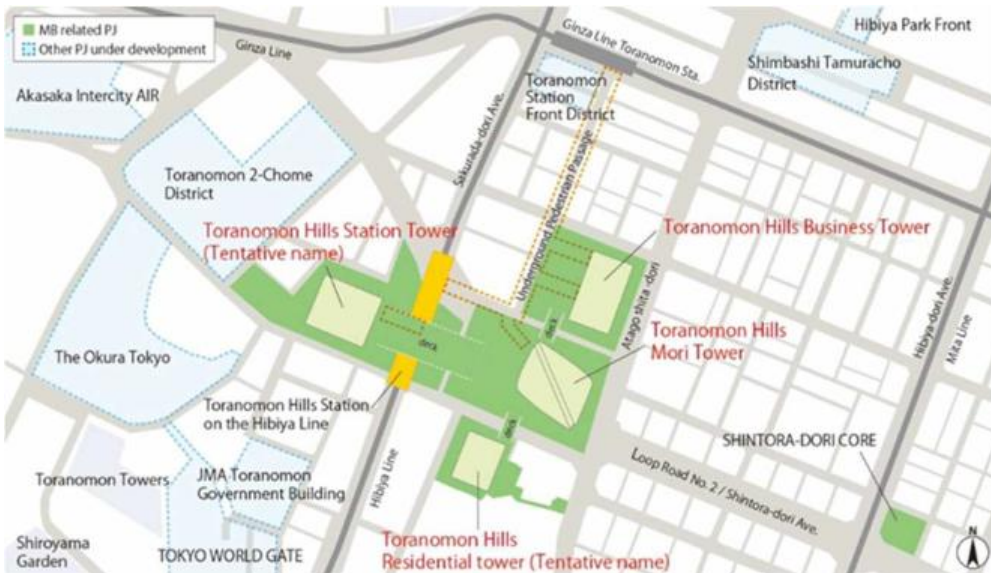 MB related PJ
Other PJ under development
Ginza Line
Ginza Line Toranomon Sta.
Hibiya Park Front
Shimbashi Tamuracho
District
Akasaka Intercity AIR
Toranomon
Station
Front District
Sakurada-dori Ave.
Underground Pedestrian Passage
Toranomon 2-Chome
District
Toranomon Hills Station Tower
(Tentative name)
Toranomon Hills Business Tower
Atago shita -dori
Hibiya-dori Ave.
Mita Line
deck
Toranomon Hills
Mori Tower
deck
The Okura Tokyo
Toranomon Hills Station
on the Hibiya Line
deck
SHINTORA-DORI CORE
Loop Road No. 2 / Shintora-dori Ave.
Toranomon Towers
JMA Toranomon
Government Building
Hibiya Line
Shiroyama
Garden
TOKYO WORLD GATE
Toranomon Hills
Residential tower (Tentative name)
N